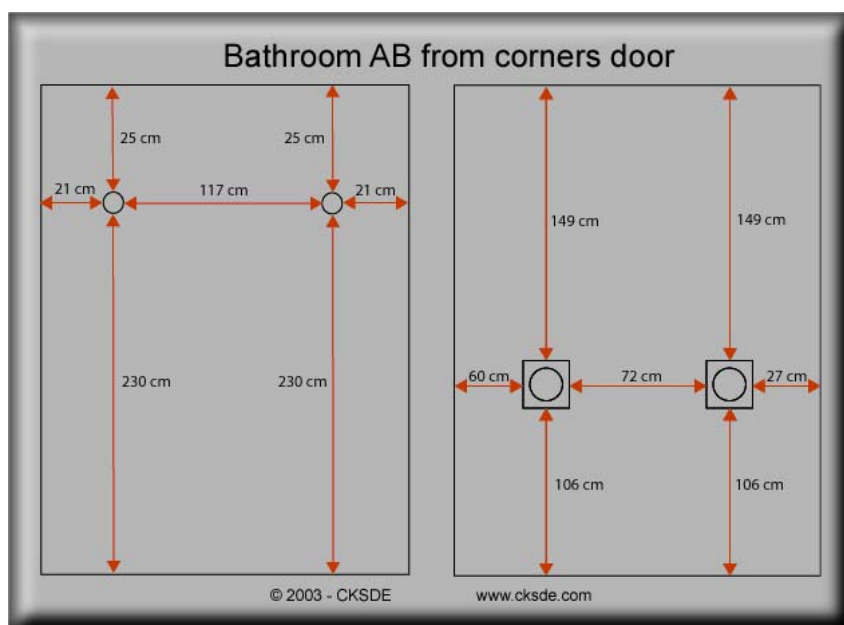 Bathroom AB from corners door
25 cm
25 cm
21 cm
117 cm
21 cm
230 cm
230 cm
149 cm
149 cm
60 cm
72 cm
27 cm
106 cm
106 cm
© 2003 - CKSDE
www.cksde.com